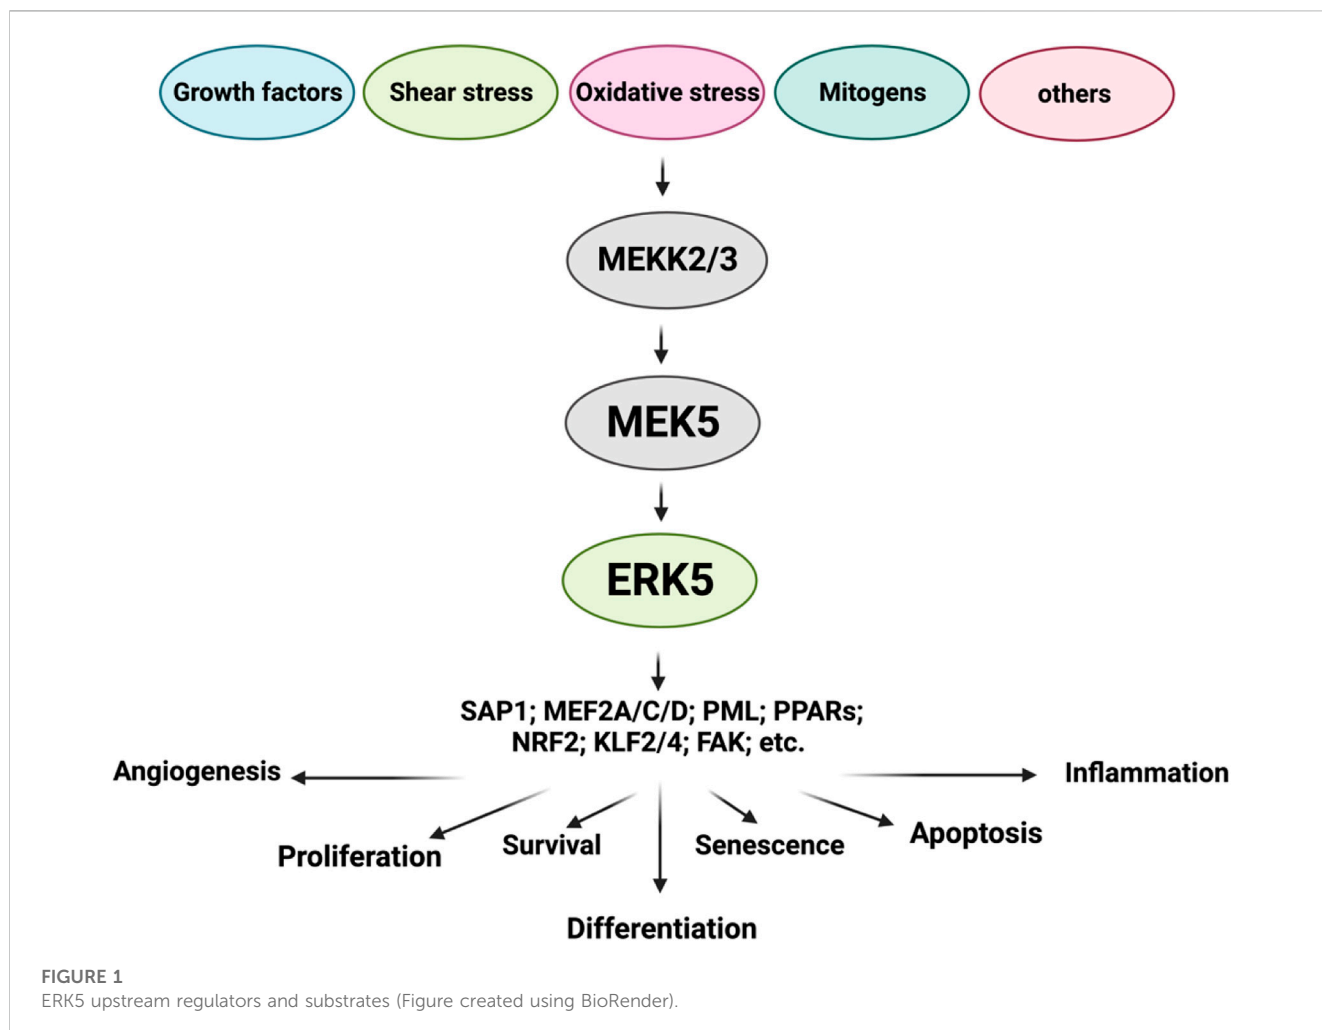 Growth factors
Shear stress
Oxidative stress
Mitogens
others
MEKK2/3
MEK5
ERK5
SAP1; MEF2A/C/D; PML; PPARs;
NRF2; KLF2/4; FAK; etc.
Angiogenesis
Inflammation
Proliferation
Survival
Senescence
Apoptosis
Differentiation
FIGURE 1
ERK5 upstream regulators and substrates (Figure created using BioRender).